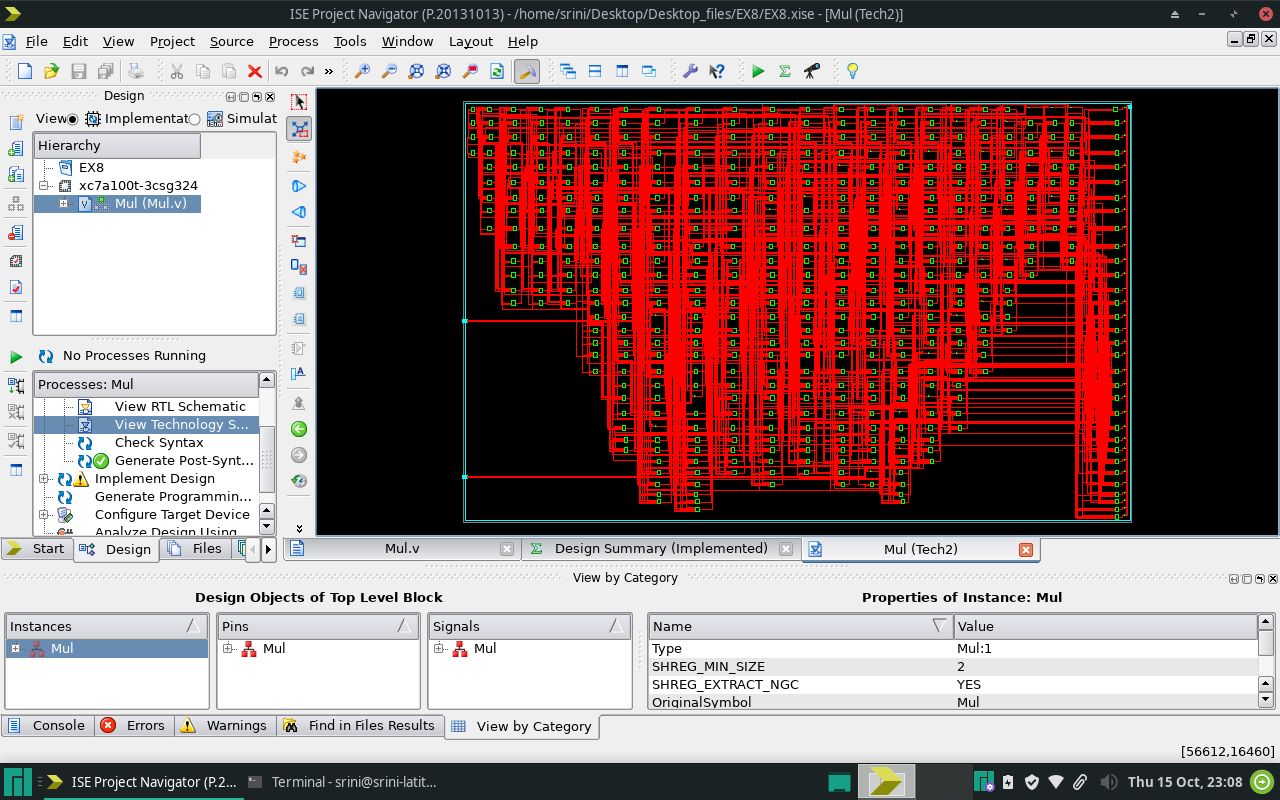 ISE Project Navigator (P.20131013) - /home/srini/Desktop/Desktop_files/EX8/EX8.xise - [Mul (Tech2)]
File Edit View Project Source Process Tools Window Layout Help
»
Design
View Implementat Simulat
Hierarchy
EX8
xc7a100t-3csg324
Mul (Mul.v)
No Processes Running
Processes: Mul
View RTL Schematic
View Technology S...
Check Syntax
Generate Post-Synt...
Implement Design
Generate Programmin...
Configure Target Device
Analyze Design Using
Start Design Files
Mul.v Design Summary (Implemented) Mul (Tech2)
View by Category
Design Objects of Top Level Block
Properties of Instance: Mul
Instances Pins Signals Name Value
Mul Mul Mul Type Mul:1
SHREG_MIN_SIZE 2
SHREG_EXTRACT_NGC YES
OriginalSymbol Mul
Console Errors Warnings Find in Files Results View by Category
[56612,16460]
ISE Project Navigator (P.2... Terminal - srini@srini-latit... Thu 15 Oct, 23:08